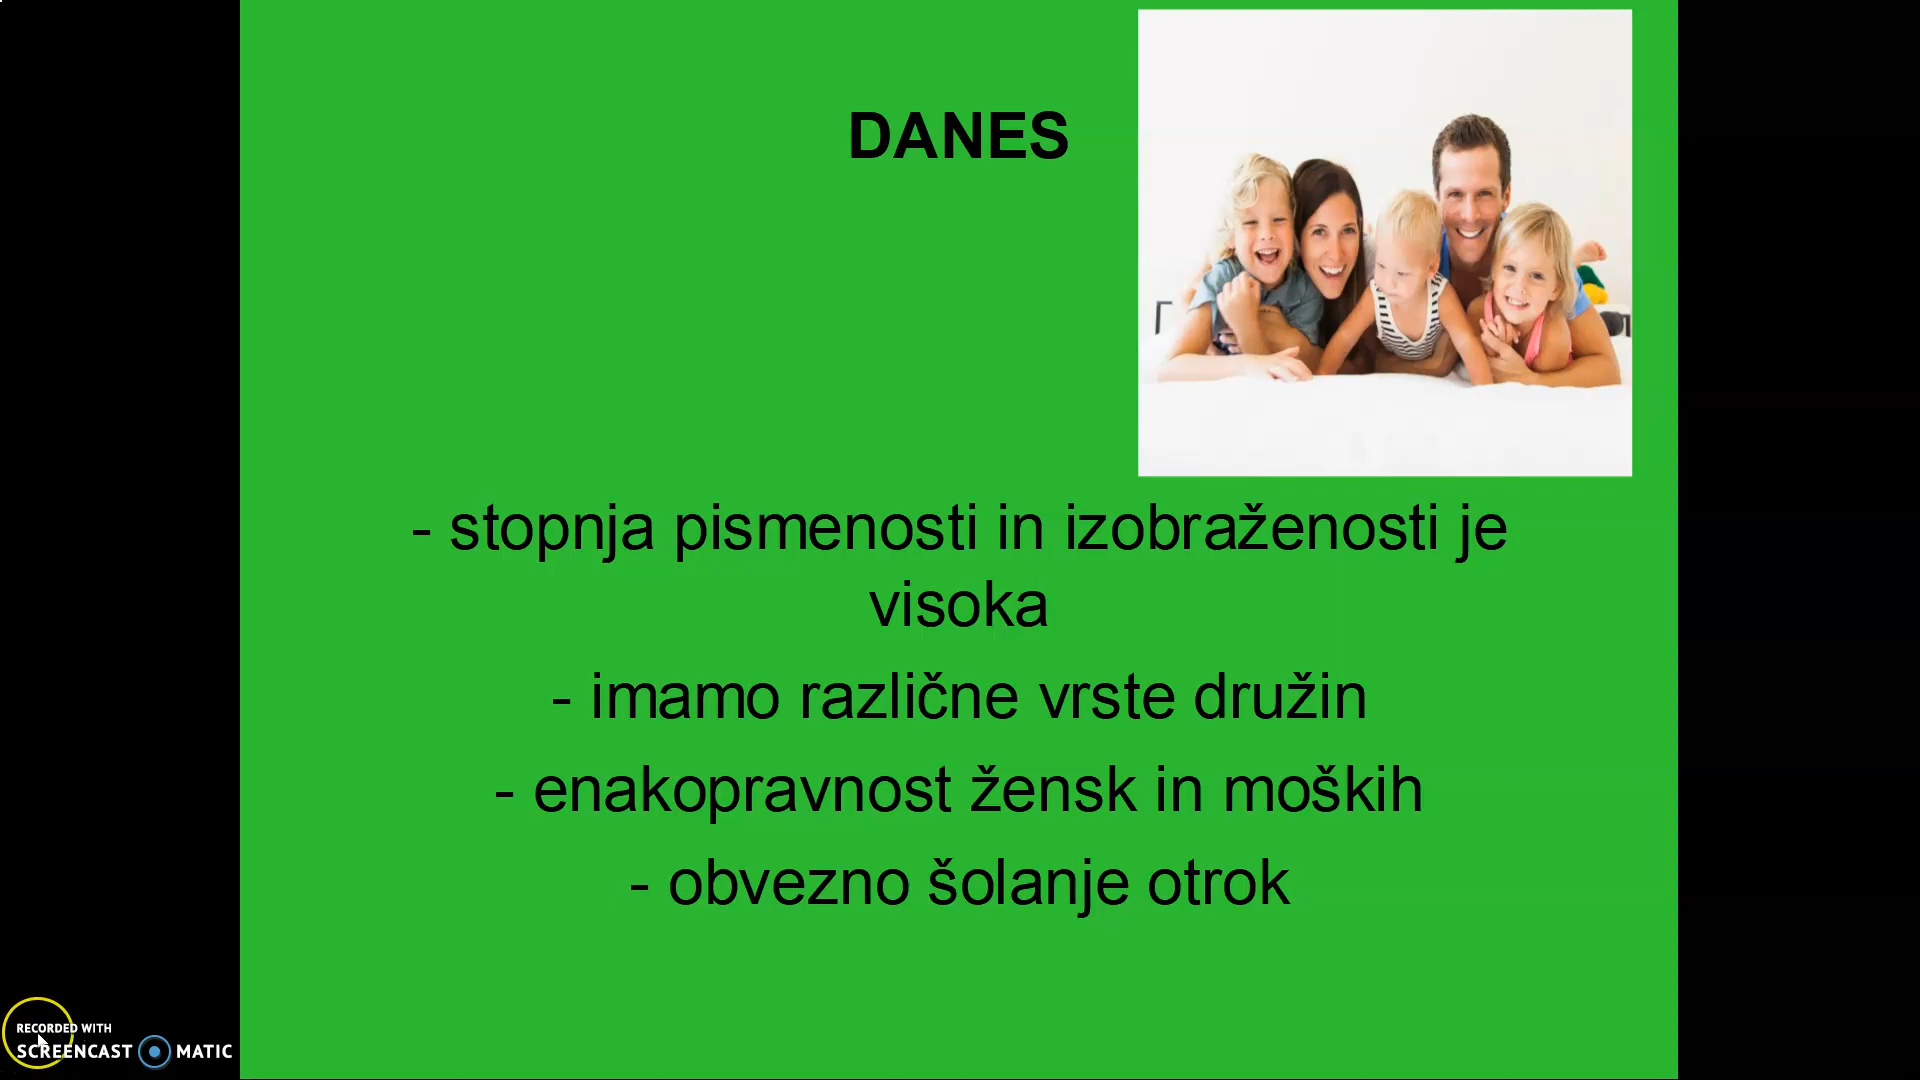 DANES
- stopnja pismenosti in izobraženosti je
visoka
- imamo različne vrste družin
- enakopravnost žensk in moških
- obvezno šolanje otrok
RECORDED WITH
SCREENCAST MATIC